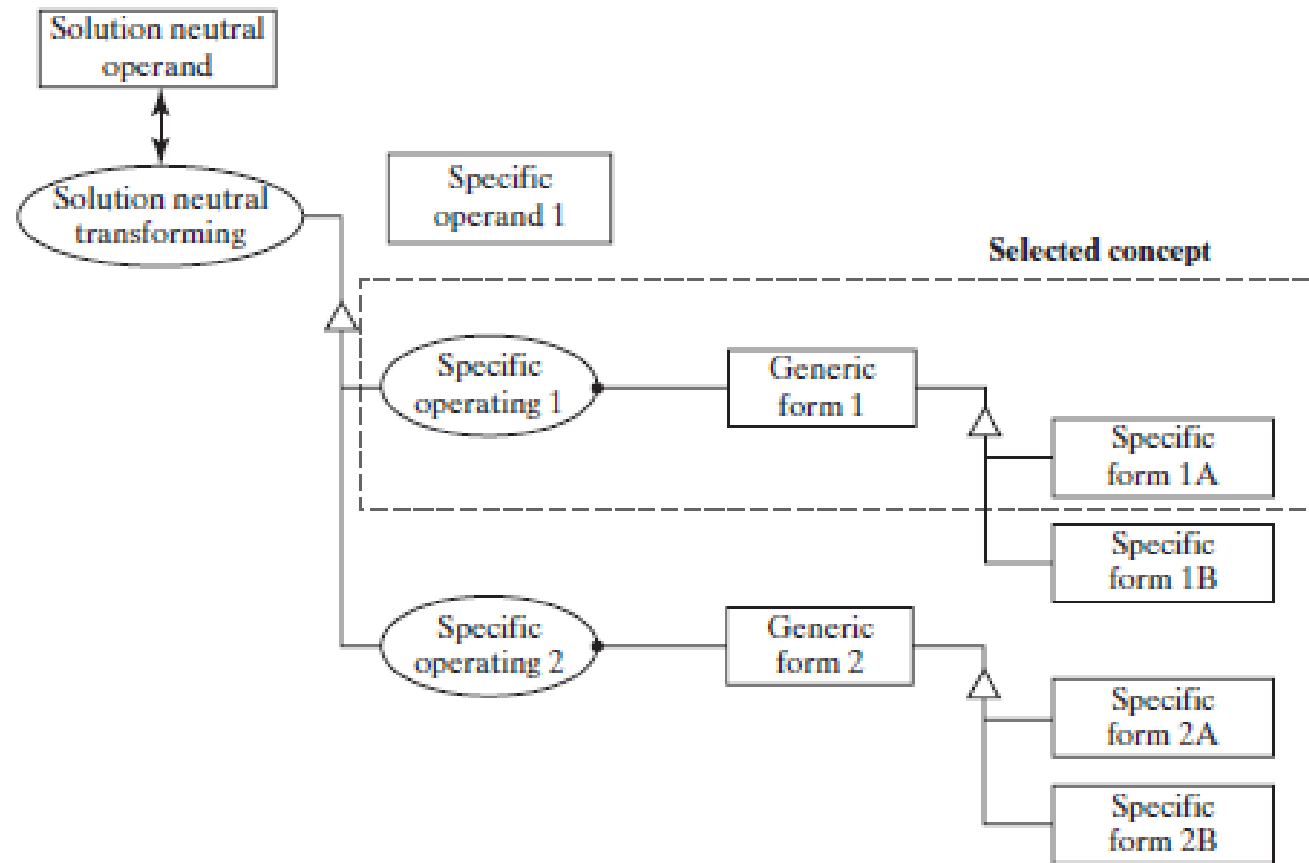 Solution neutral
operand
Solution neutral
transforming
Specific
operand 1
Selected concept
Specific
operating 1
Generic
form 1
Specific
form 1A
Specific
form 1B
Specific
operating 2
Generic
form 2
Specific
form 2A
Specific
form 2B